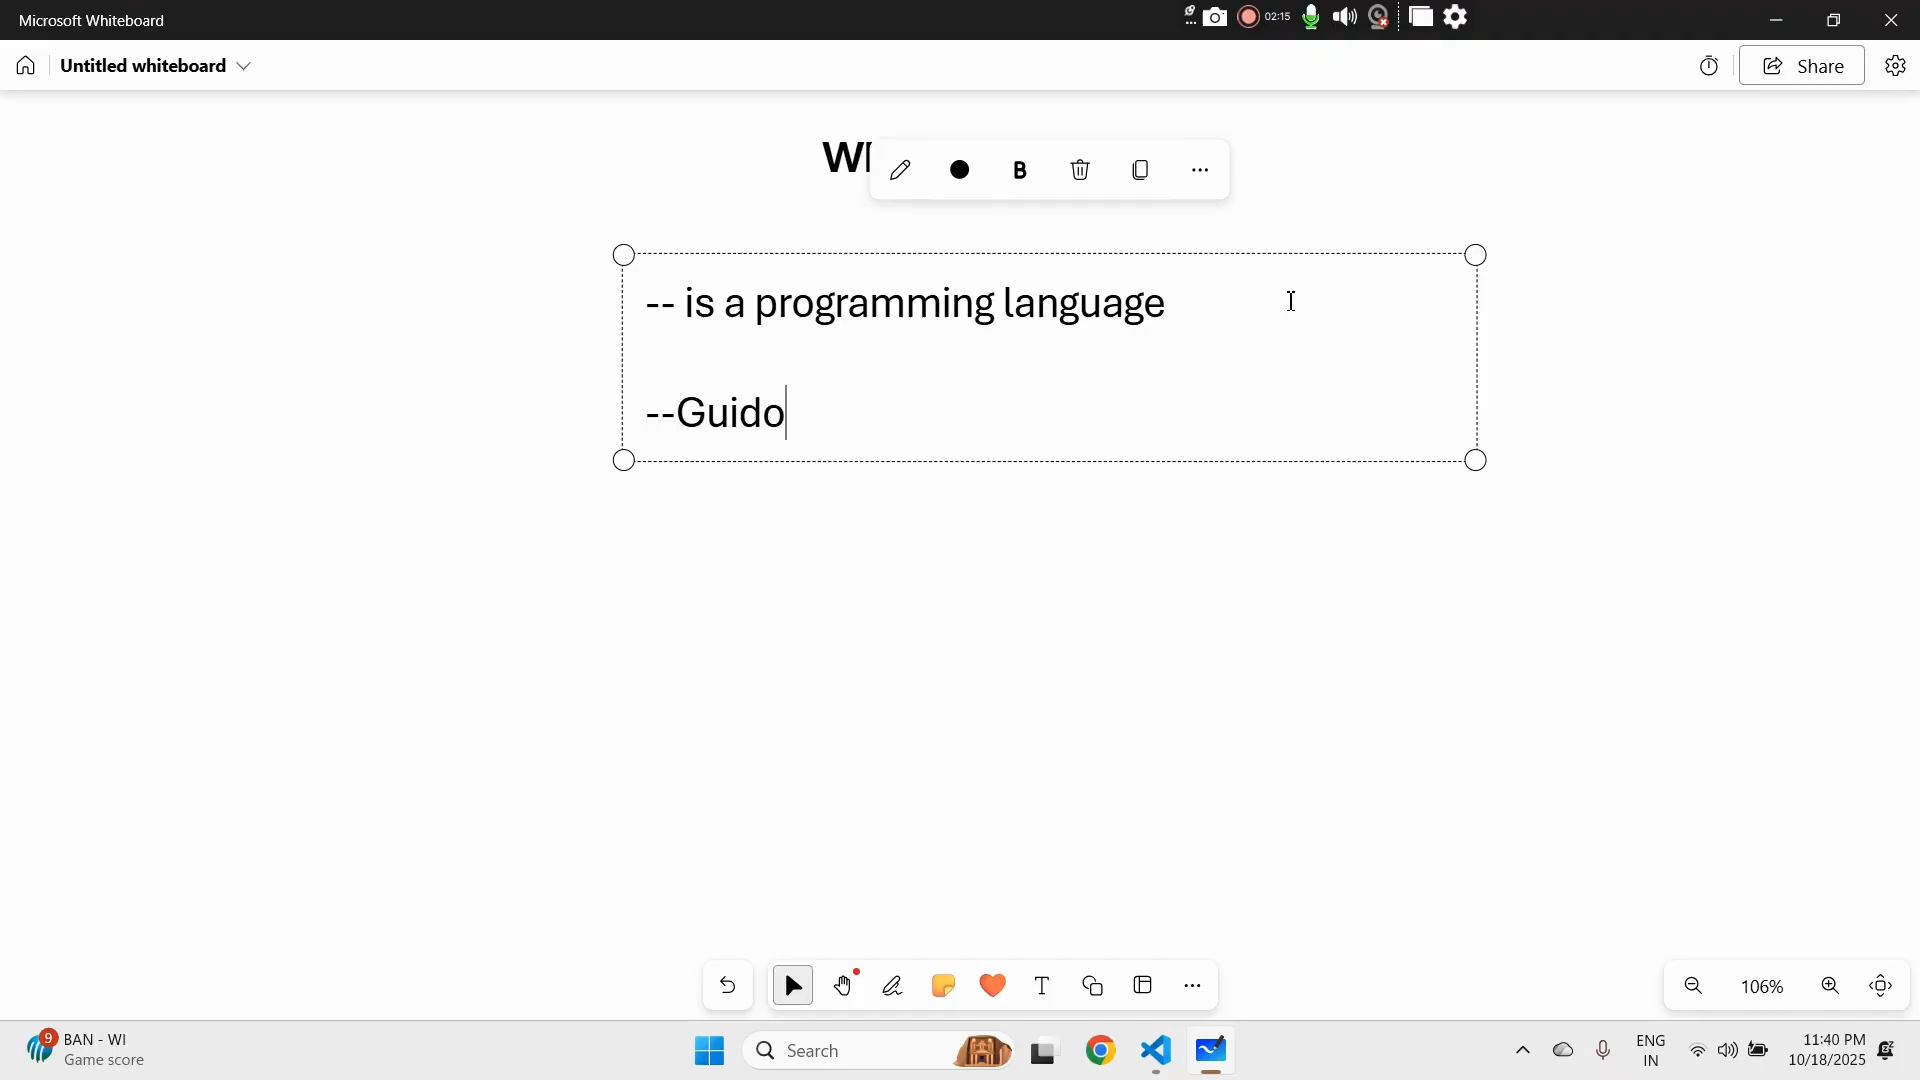 Microsoft Whiteboard
02:15
Untitled whiteboard
Share
B
-- is a programming language
--Guido
T
106%
9
BAN - WI
Game score
Search
ENG
IN
11:40 PM
10/18/2025